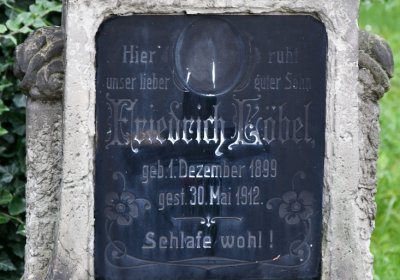 Hier ruht
unser lieber guter Sohn
Friedrich Köbel,
geb. 1. Dezember 1899
gest. 30. Mai 1912.
Schlafe wohl!